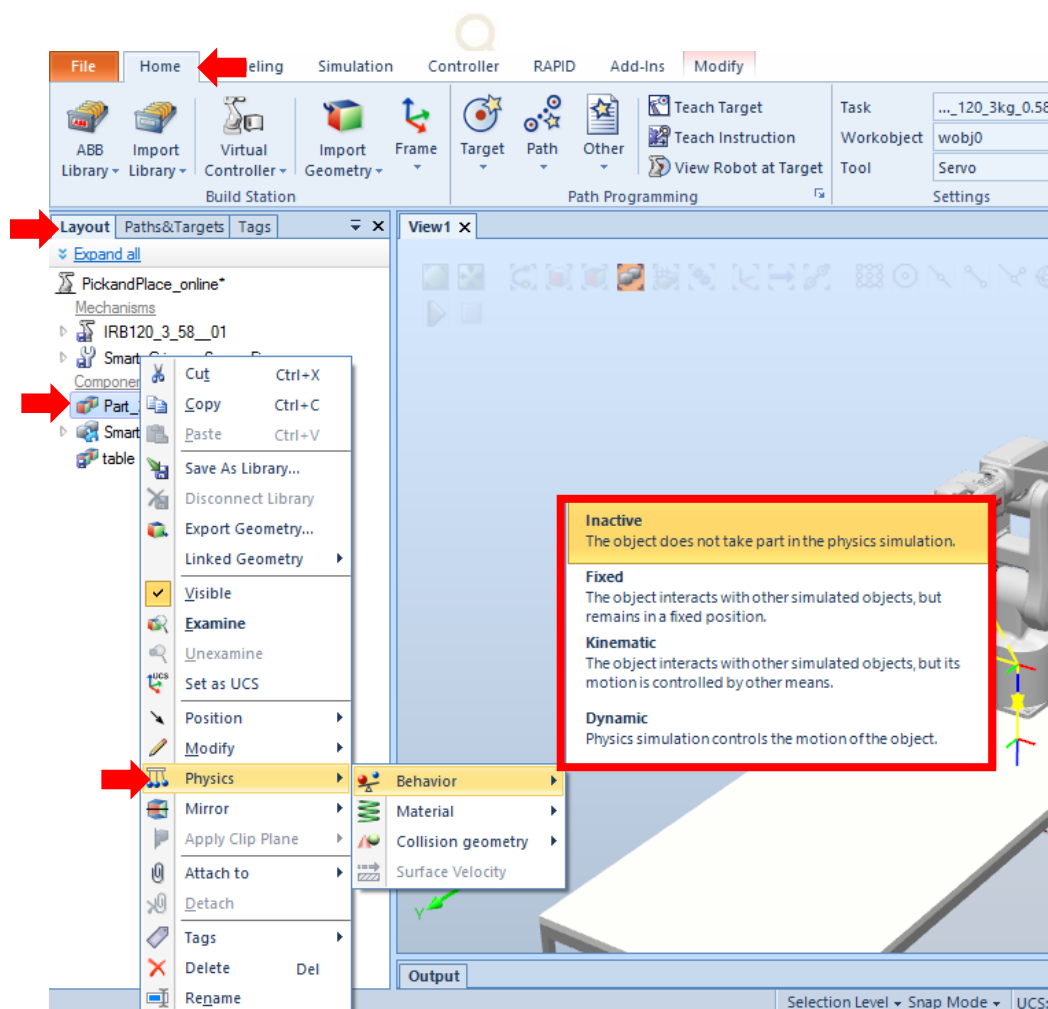 File Home eling Simulation Controller RAPID Add-Ins Modify
ABB Library
Import Library
Virtual Controller
Import Geometry
Frame
Target
Path
Other
Teach Target
Teach Instruction
View Robot at Target
Task ..._120_3kg_0.58
Workobject wobj0
Tool Servo
Build Station Path Programming Settings
Layout Paths&Targets Tags
View1
Expand all
PickandPlace_online*
Mechanisms
IRB120_3_58__01
Smart
Componen
Part_
Smart
table
Cut Ctrl+X
Copy Ctrl+C
Paste Ctrl+V
Save As Library...
Disconnect Library
Export Geometry...
Linked Geometry
Visible
Examine
Unexamine
UCS
Set as UCS
Position
Modify
Physics
Mirror
Apply Clip Plane
Attach to
Detach
Tags
Delete Del
Rename
Behavior
Material
Collision geometry
Surface Velocity
Inactive
The object does not take part in the physics simulation.
Fixed
The object interacts with other simulated objects, but
remains in a fixed position.
Kinematic
The object interacts with other simulated objects, but its
motion is controlled by other means.
Dynamic
Physics simulation controls the motion of the object.
Y
Output
Selection Level Snap Mode UCS: